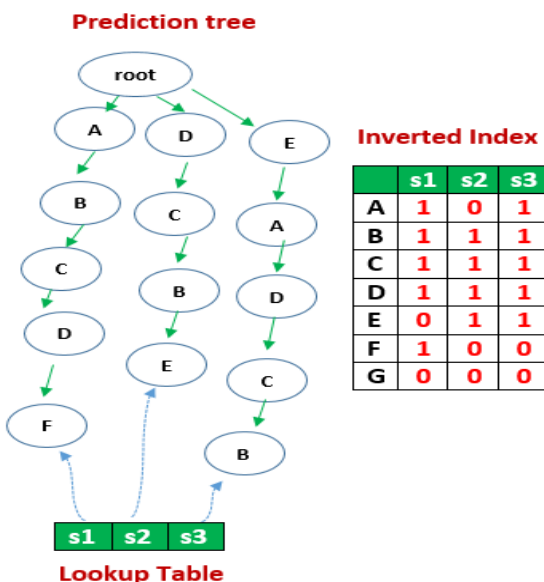 Prediction tree
root
A
D
E
B
C
A
C
B
D
D
E
C
F
B
s1 s2 s3
Lookup Table
Inverted Index
s1 s2 s3
A 1 0 1
B 1 1 1
C 1 1 1
D 1 1 1
E 0 1 1
F 1 0 0
G 0 0 0